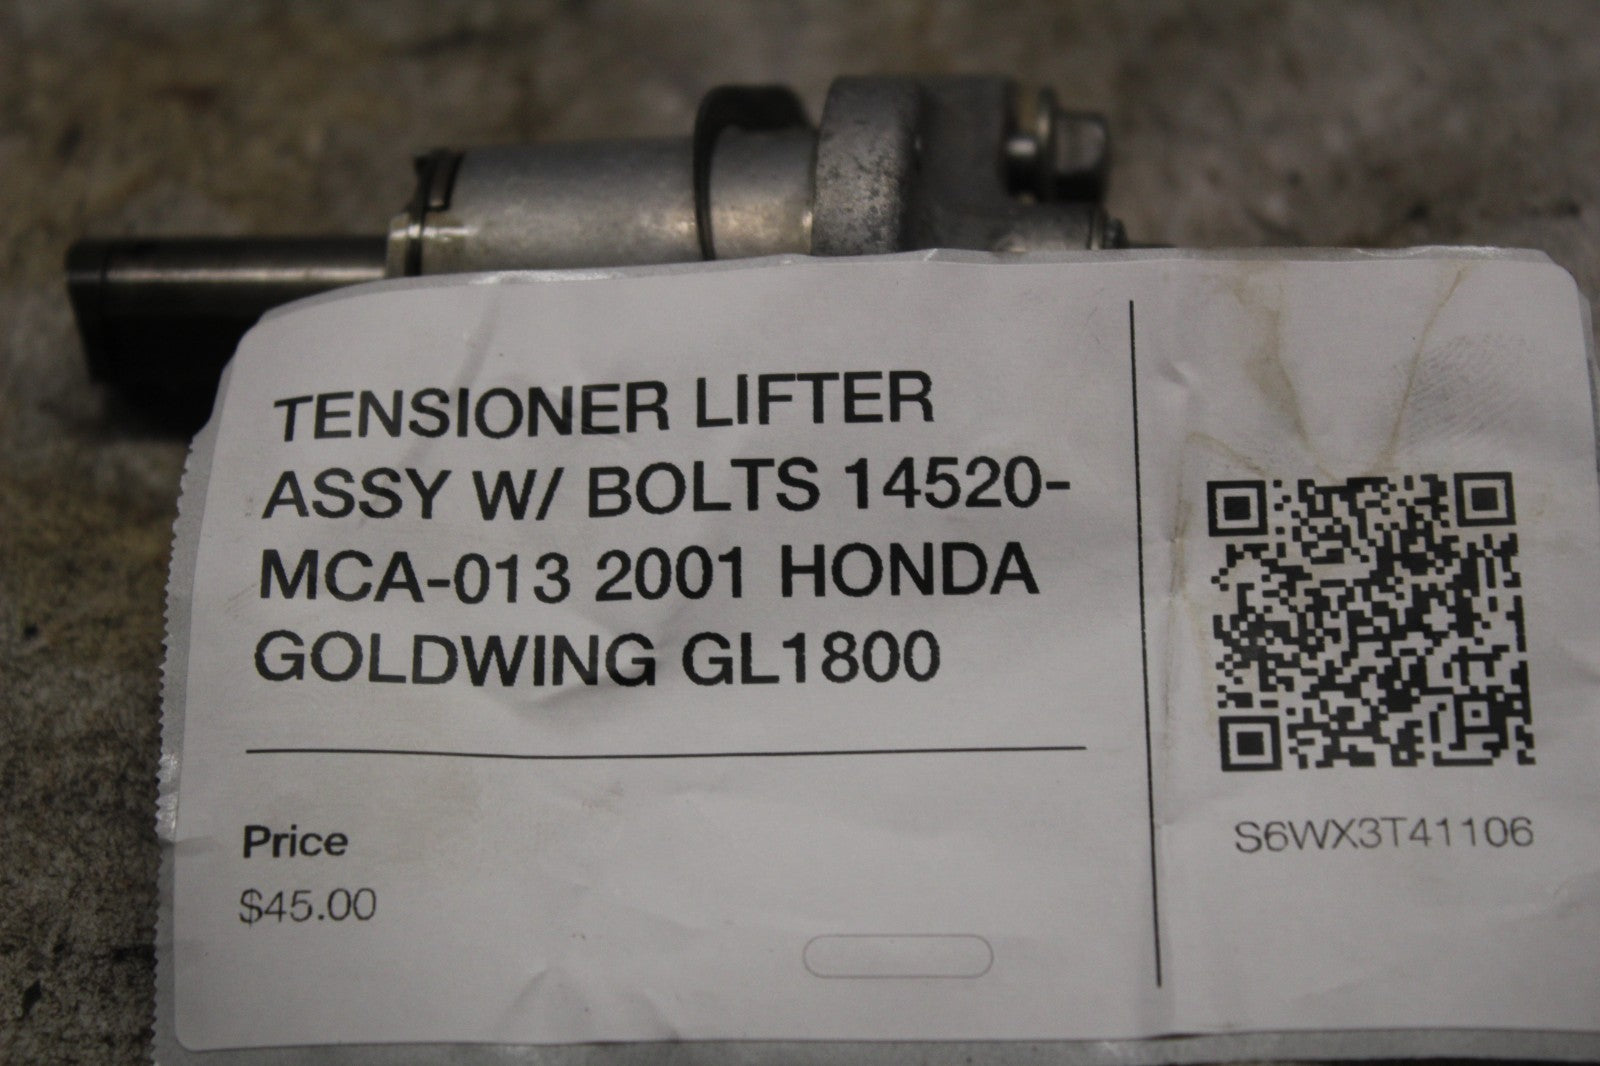 TENSIONER LIFTER
ASSY W/ BOLTS 14520-
MCA-013 2001 HONDA
GOLDWING GL1800
Price
$45.00
S6WX3T41106